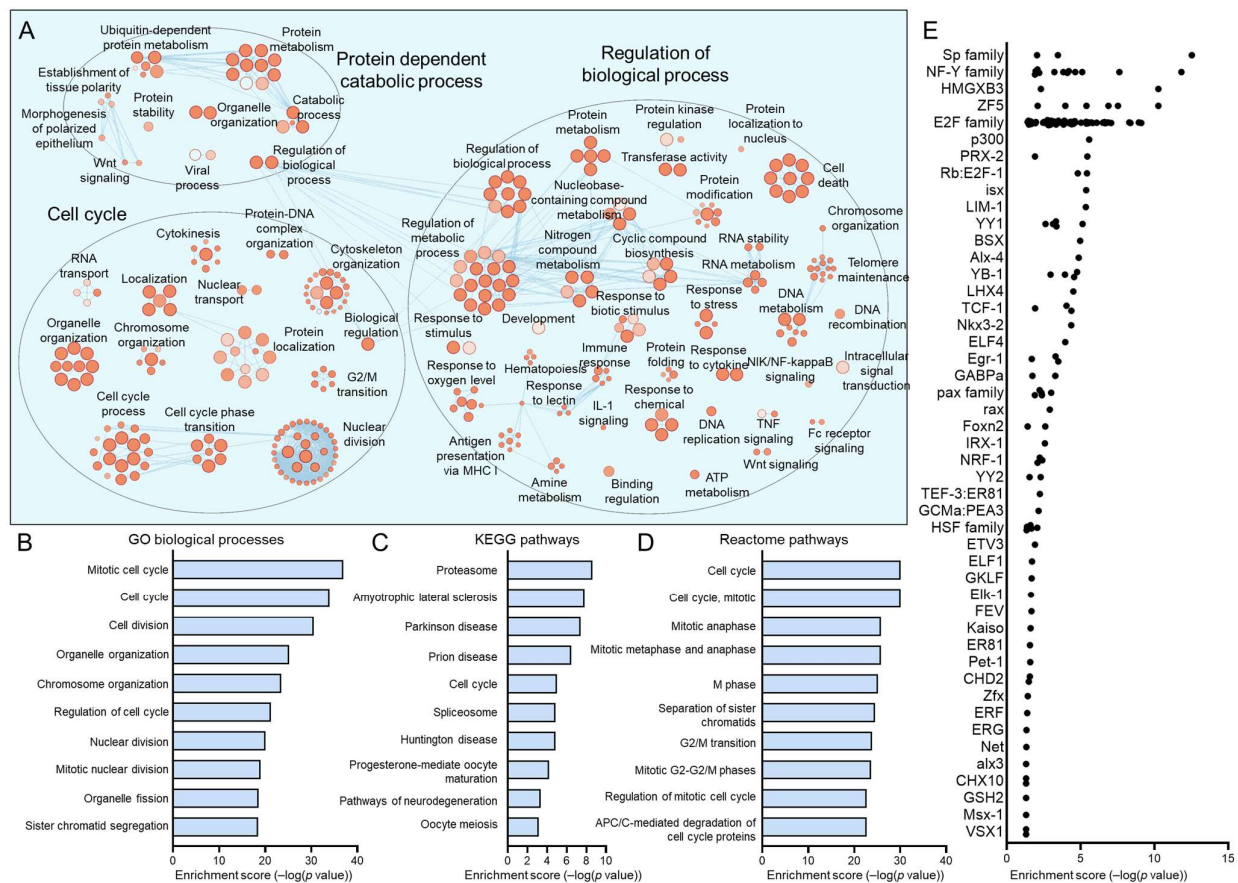 A
Ubiquitin-dependent
protein metabolism
Protein
metabolism
Protein dependent
catabolic process
Establishment of
tissue polarity
Protein
stability
Organelle
organization
Catabolic
process
Morphogenesis
of polarized
epithelium
Wnt
signaling
Viral
process
Regulation of
biological
process
Regulation of
biological process
Protein
metabolism
Protein kinase
regulation
Protein
localization to
nucleus
Regulation of
biological process
Transferase activity
Cell
death
Nucleobase-
containing compound
metabolism
Protein
modification
Regulation of
metabolic
process
Nitrogen
compound
metabolism
Cyclic compound
biosynthesis
RNA stability
RNA metabolism
Chromosome
organization
Telomere
maintenance
Response to
stimulus
Development
Response to
biotic stimulus
Response
to stress
DNA
metabolism
DNA
recombination
Immune
response
Protein
folding
Response
to cytokine
NIK/NF-kappaB
signaling
Intracellular
signal
transduction
Response to
oxygen level
Hematopoiesis
Response
to lectin
IL-1
signaling
Response to
chemical
DNA
replication
TNF
signaling
Fc receptor
signaling
Wnt signaling
Antigen
presentation
via MHC I
Amine
metabolism
Binding
regulation
ATP
metabolism
Cell cycle
Cytokinesis
Protein-DNA
complex
organization
Cytoskeleton
organization
RNA
transport
Localization
Nuclear
transport
Biological
regulation
Organelle
organization
Chromosome
organization
Protein
localization
G2/M
transition
Cell cycle
process
Cell cycle phase
transition
Nuclear
division
B
GO biological processes
Mitotic cell cycle
Cell cycle
Cell division
Organelle organization
Chromosome organization
Regulation of cell cycle
Nuclear division
Mitotic nuclear division
Organelle fission
Sister chromatid segregation
0 10 20 30 40
Enrichment score (−log(p value))
C
KEGG pathways
Proteasome
Amyotrophic lateral sclerosis
Parkinson disease
Prion disease
Cell cycle
Spliceosome
Huntington disease
Progesterone-mediate oocyte
maturation
Pathways of neurodegeneration
Oocyte meiosis
0 2 4 6 8 10
Enrichment score (−log(p value))
D
Reactome pathways
Cell cycle
Cell cycle, mitotic
Mitotic anaphase
Mitotic metaphase and anaphase
M phase
Separation of sister
chromatids
G2/M transition
Mitotic G2-G2/M phases
Regulation of mitotic cell cycle
APC/C-mediated degradation of
cell cycle proteins
0 10 20 30 40
Enrichment score (−log(p value))
E
Sp family
NF-Y family
HMGXB3
ZF5
E2F family
p300
PRX-2
Rb:E2F-1
isx
LIM-1
YY1
BSX
Alx-4
YB-1
LHX4
TCF-1
Nkx3-2
ELF4
Egr-1
GABPa
pax family
rax
Foxn2
IRX-1
NRF-1
YY2
TEF-3:ER81
GCMa:PEA3
HSF family
ETV3
ELF1
GKLF
Elk-1
FEV
Kaiso
ER81
Pet-1
CHD2
Zfx
ERF
ERG
Net
alx3
CHX10
GSH2
Msx-1
VSX1
0 5 10 15
Enrichment score (−log(p value))